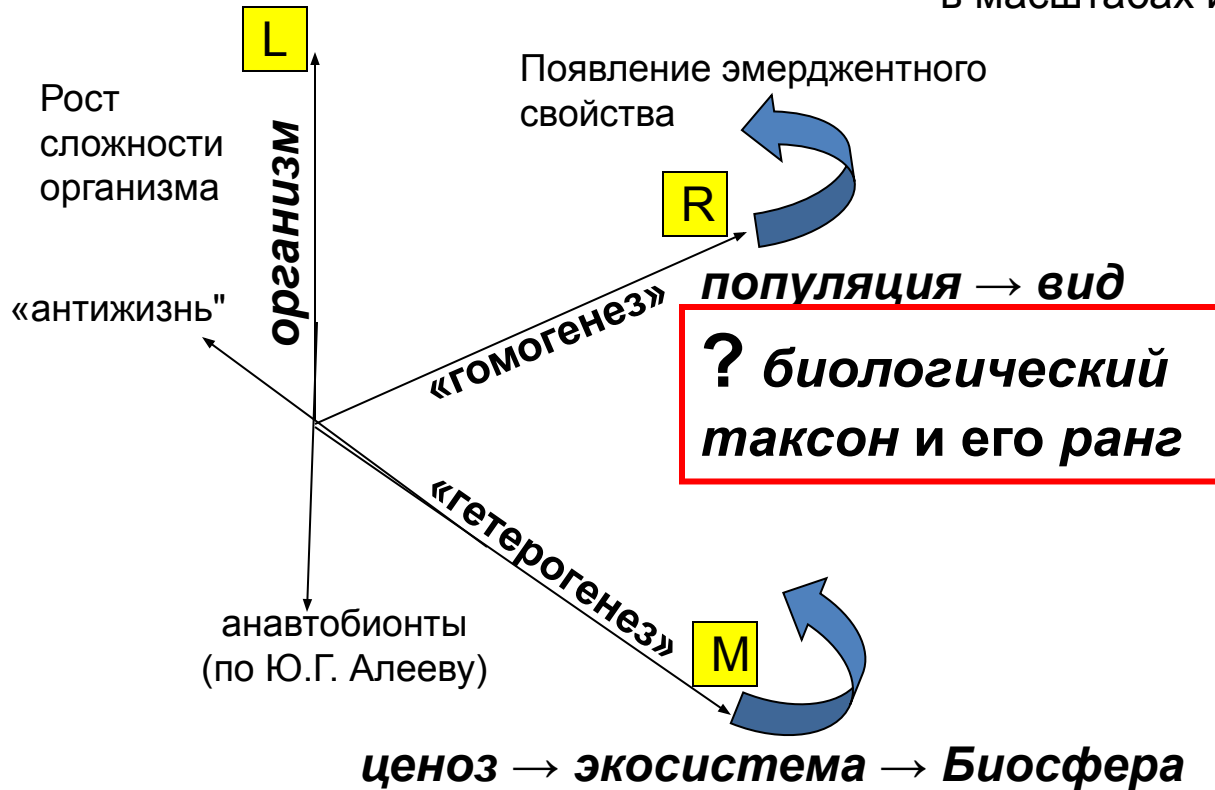 в масштабах
L
Появление эмерджентного
свойства
Рост
сложности
организма
организм
R
«антижизнь"
популяция → вид
«гомогенез»
? биологический
таксон и его ранг
«гетерогенез»
анавтобионты
(по Ю.Г. Алееву)
M
ценоз → экосистема → Биосфера